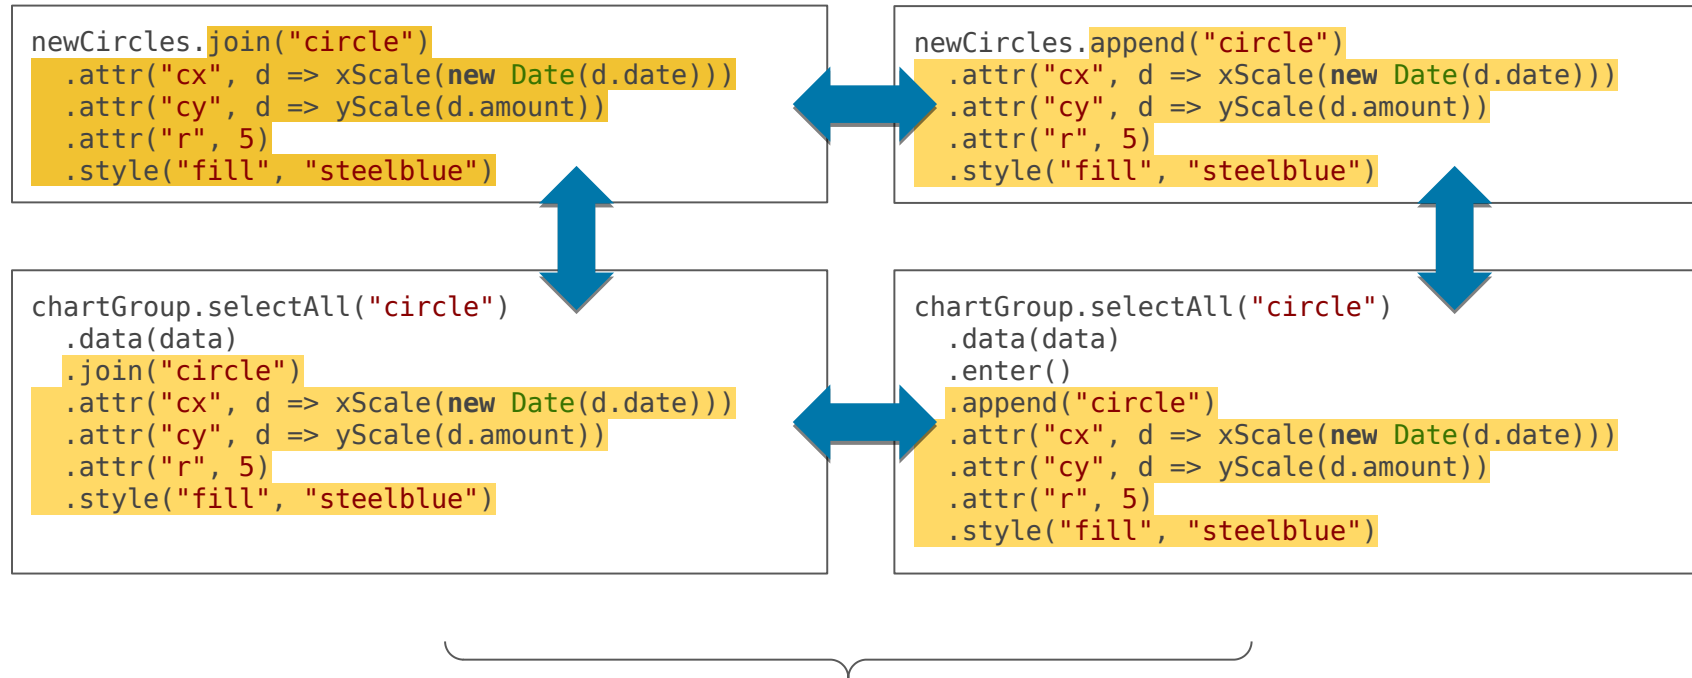 newCircles.join("circle")
  .attr("cx", d => xScale(new Date(d.date)))
  .attr("cy", d => yScale(d.amount))
  .attr("r", 5)
  .style("fill", "steelblue")
newCircles.append("circle")
  .attr("cx", d => xScale(new Date(d.date)))
  .attr("cy", d => yScale(d.amount))
  .attr("r", 5)
  .style("fill", "steelblue")
chartGroup.selectAll("circle")
  .data(data)
  .join("circle")
  .attr("cx", d => xScale(new Date(d.date)))
  .attr("cy", d => yScale(d.amount))
  .attr("r", 5)
  .style("fill", "steelblue")
chartGroup.selectAll("circle")
  .data(data)
  .enter()
  .append("circle")
  .attr("cx", d => xScale(new Date(d.date)))
  .attr("cy", d => yScale(d.amount))
  .attr("r", 5)
  .style("fill", "steelblue")